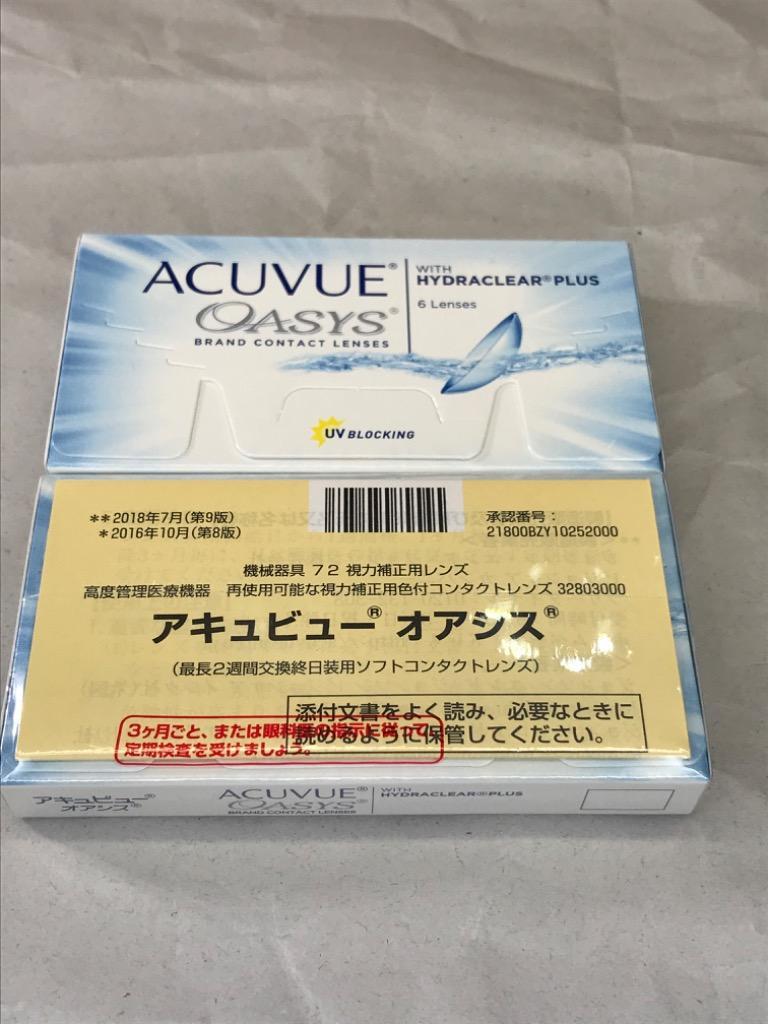 ACUVUE®
OASYS®
BRAND CONTACT LENSES
WITH
HYDRACLEAR® PLUS
6 Lenses
UV BLOCKING
**2018年7月(第9版)
*2016年10月(第8版)
承認番号:
21800BZY10252000
機械器具 72 視力補正用レンズ
高度管理医療機器 再使用可能な視力補正用色付コンタクトレンズ 32803000
アキュビュー® オアシス®
(最長2週間交換終日装用ソフトコンタクトレンズ)
添付文書をよく読み、必要なときに
読めるように保管してください。
3ヶ月ごと、または眼科医の指示に従って
定期検査を受けましょう。
アキュビュー®
オアシス®
ACUVUE®
OASYS®
BRAND CONTACT LENSES
WITH
HYDRACLEAR® PLUS